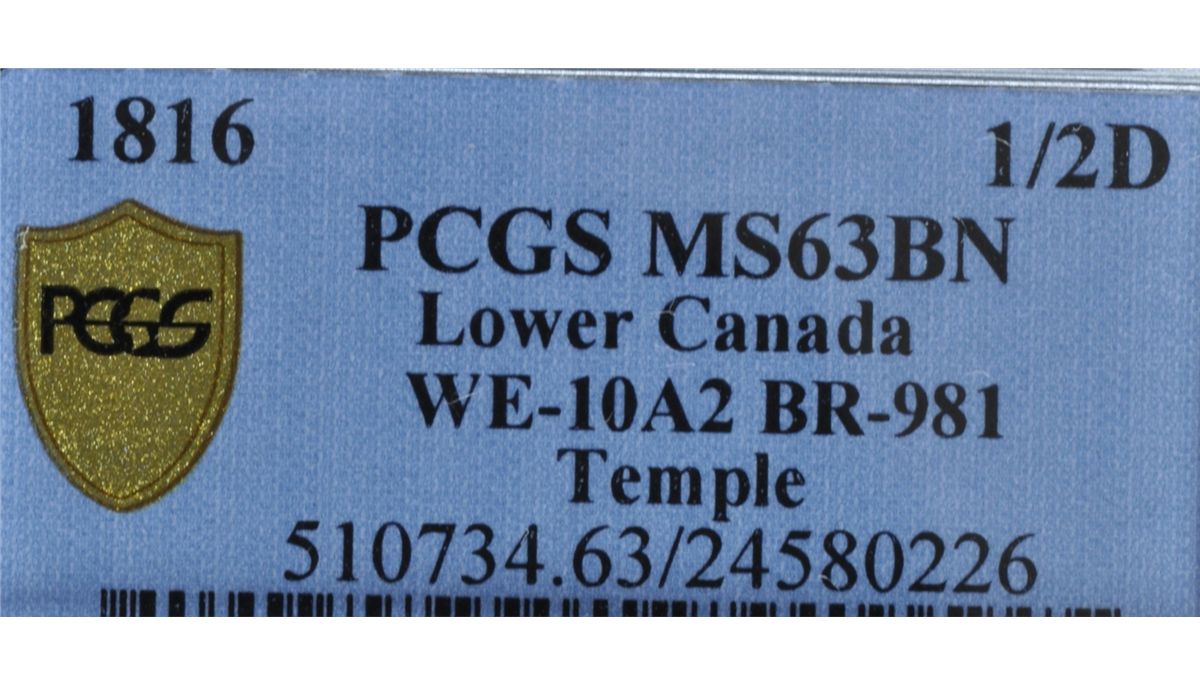 1816
1/2D
PCGS MS63BN
PCGS
Lower Canada
WE-10A2 BR-981
Temple
510734.63/24580226